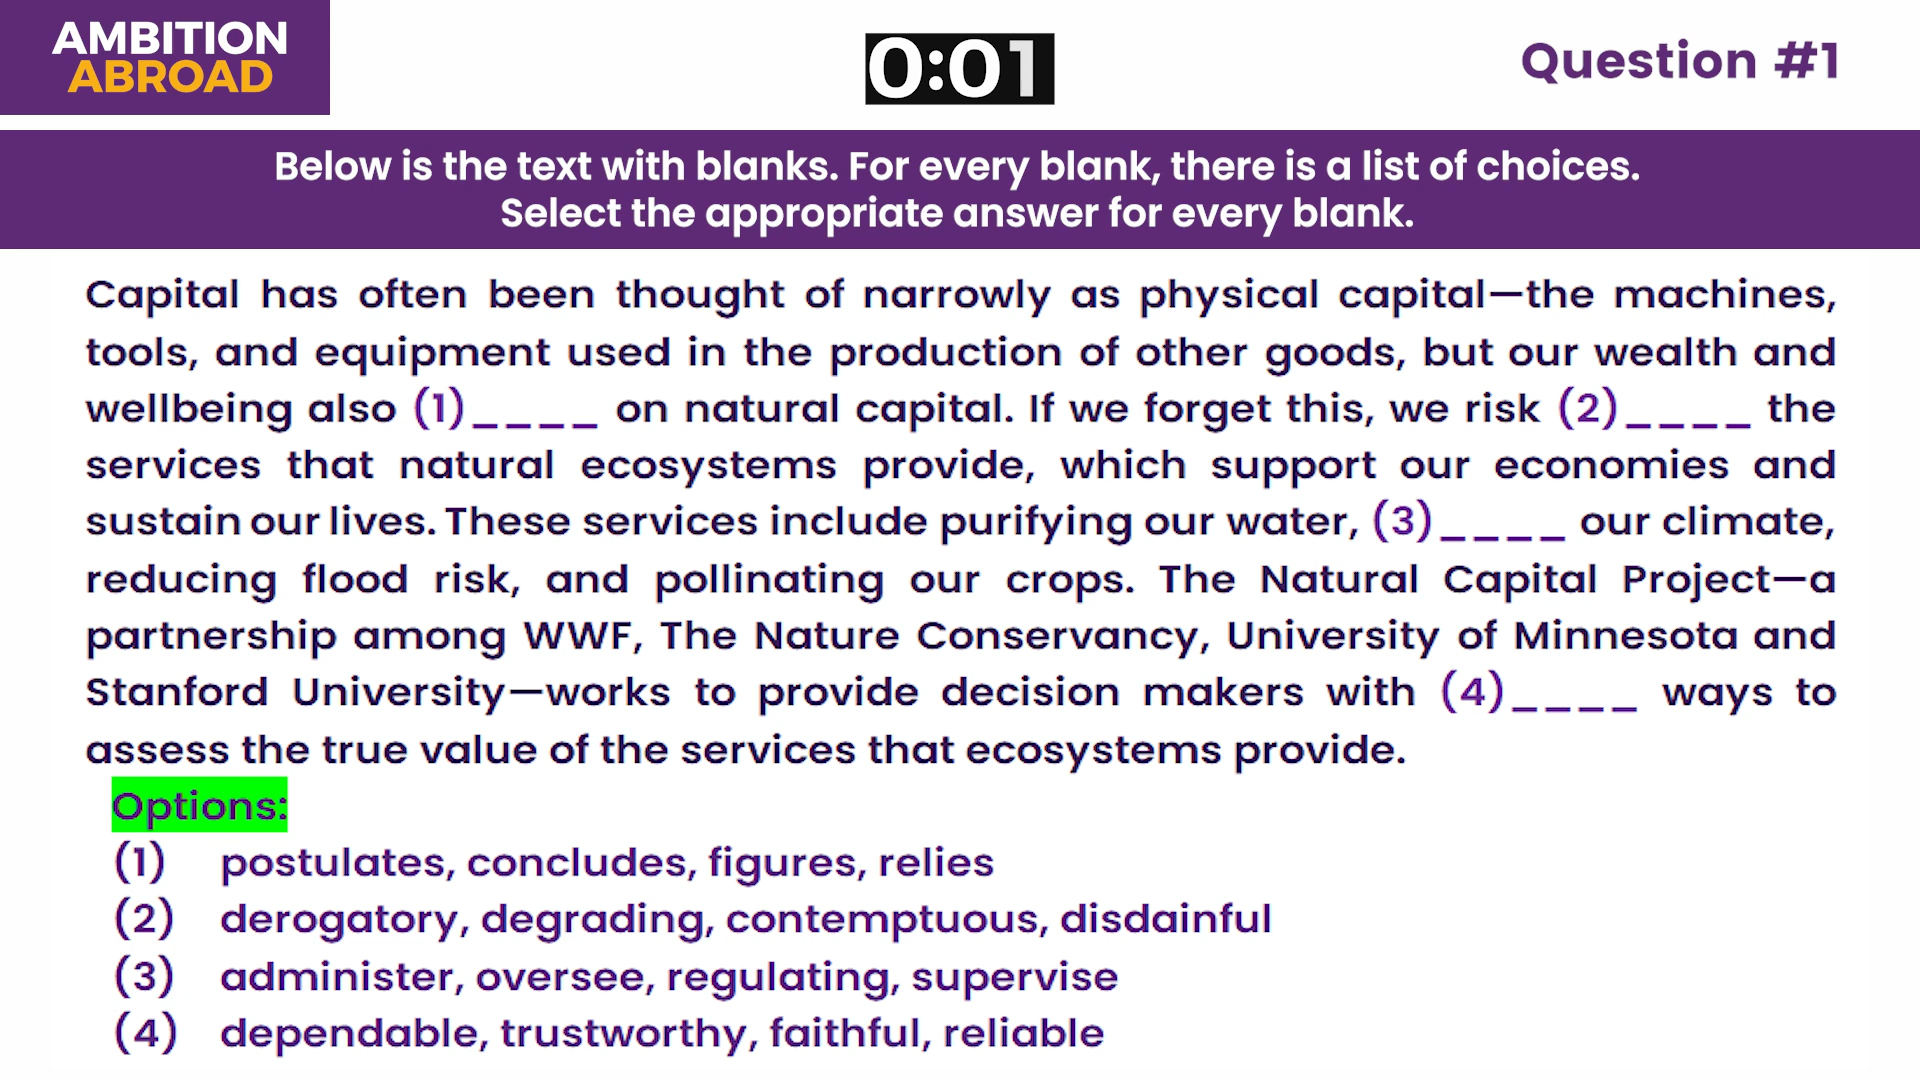 AMBITION
ABROAD
0:01
Question #1
Below is the text with blanks. For every blank, there is a list of choices.
Select the appropriate answer for every blank.
Capital has often been thought of narrowly as physical capital—the machines,
tools, and equipment used in the production of other goods, but our wealth and
wellbeing also (1)____ on natural capital. If we forget this, we risk (2)____ the
services that natural ecosystems provide, which support our economies and
sustain our lives. These services include purifying our water, (3)____ our climate,
reducing flood risk, and pollinating our crops. The Natural Capital Project—a
partnership among WWF, The Nature Conservancy, University of Minnesota and
Stanford University—works to provide decision makers with (4)____ ways to
assess the true value of the services that ecosystems provide.
Options:
(1) postulates, concludes, figures, relies
(2) derogatory, degrading, contemptuous, disdainful
(3) administer, oversee, regulating, supervise
(4) dependable, trustworthy, faithful, reliable